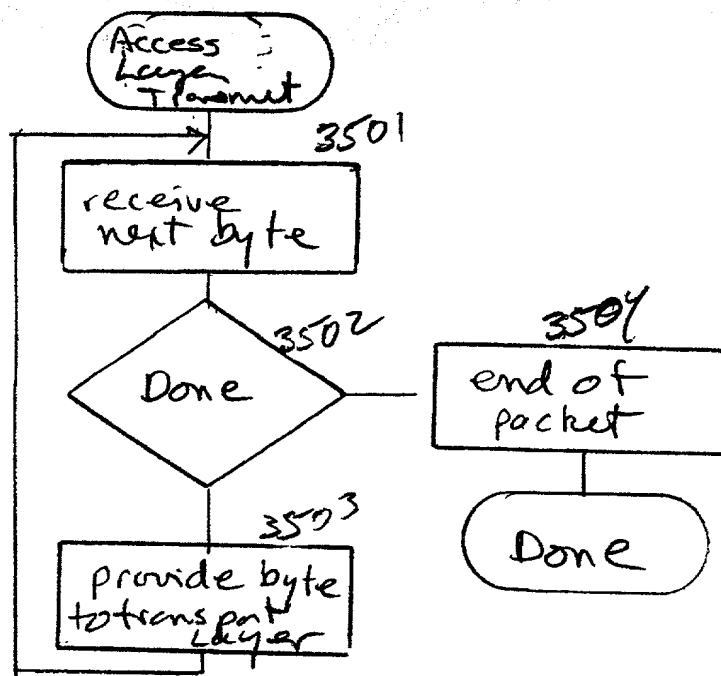 Access
Layer
Transmit
3501
receive
next byte
3502
Done
3504
end of
packet
3503
provide byte
to transport
Layer
Done